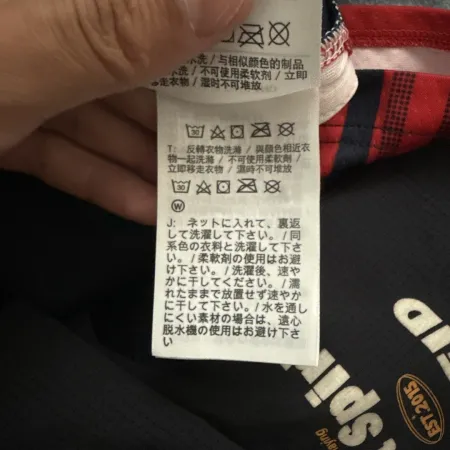 水洗 / 与相似颜色的制品
洗 / 不可使用柔软剂 / 立即
移走衣物 / 湿时不可堆放
T: 反轉衣物洗滌 / 與顏色相近衣
物一起洗滌 / 不可使用柔軟劑 /
立即移走衣物 / 濕時不可堆放
W
J: ネットに入れて、裏返
して洗濯して下さい。/ 同
系色の衣料と洗濯して下さ
い。/ 柔軟剤の使用はお避
け下さい。/ 洗濯後、速や
かに干してください。/ 濡
れたままで放置せず速やか
に干して下さい / 水を通し
にくい素材の場合は、遠心
脱水機の使用はお避け下さ
い
EST. 2015